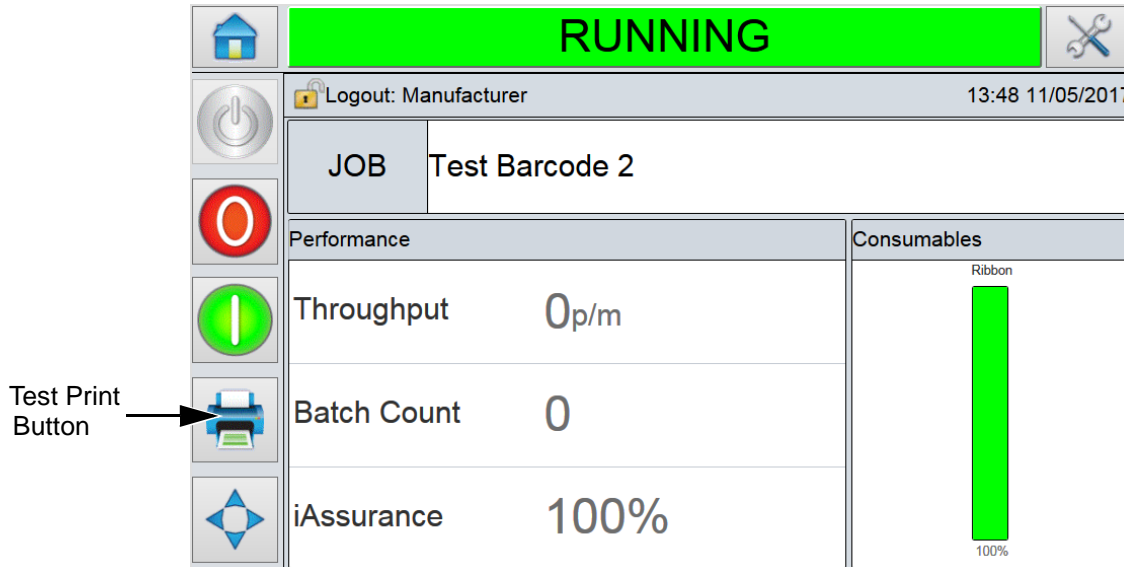 RUNNING
Logout: Manufacturer
13:48 11/05/2017
JOB
Test Barcode 2
Performance
Consumables
Ribbon
Throughput
0p/m
Test Print
Button
Batch Count
0
iAssurance
100%
100%